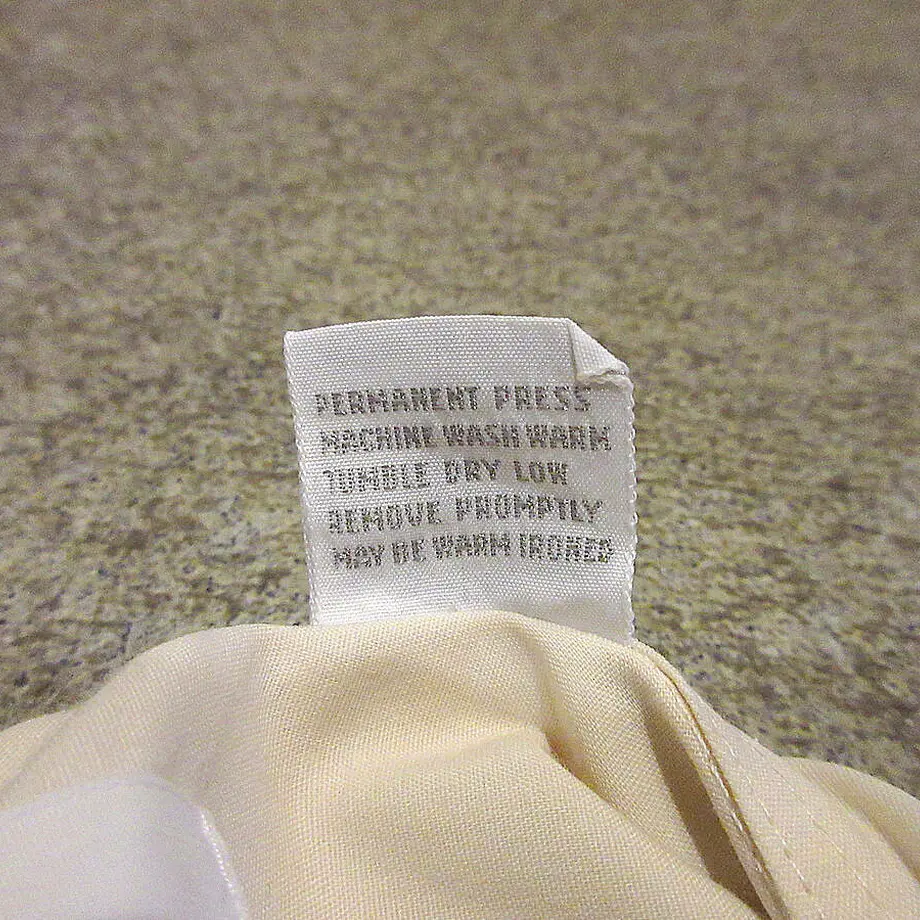 PERMANENT PRESS
MACHINE WASH WARM
TUMBLE DRY LOW
REMOVE PROMPTLY
MAY BE WARM IRONED